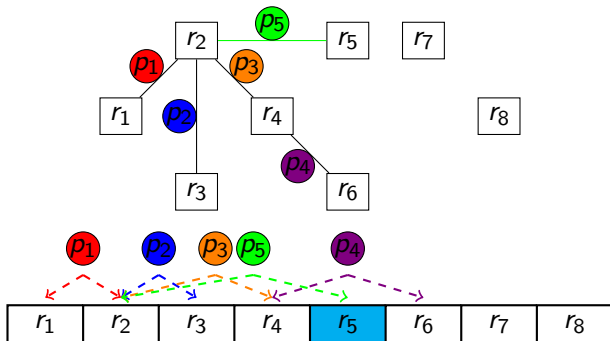 p5
r2 r5 r7
p1 p3
r1 p2 r4 r8
p4
r3 r6
p1 p2 p3 p5 p4
r1 r2 r3 r4 r5 r6 r7 r8